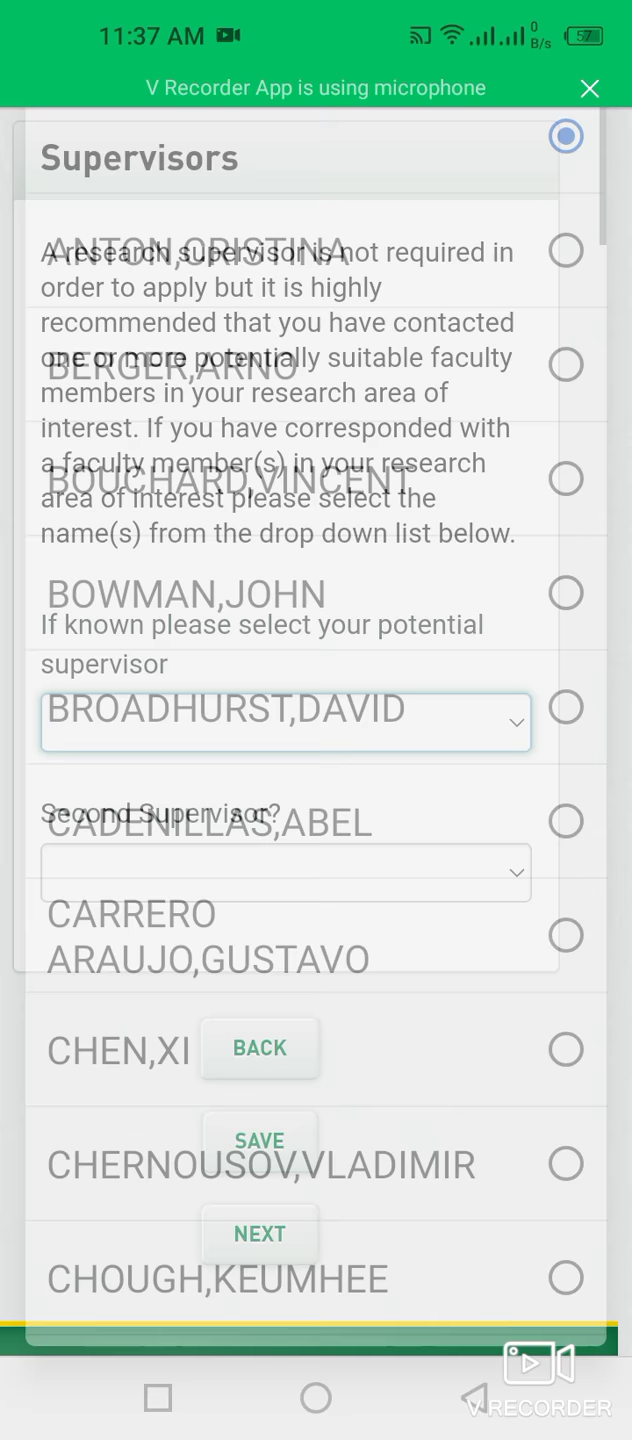 11:37 AM
0
B/s
57
V Recorder App is using microphone
Supervisors
ANTON,CRISTINA
A research supervisor is not required in
order to apply but it is highly
recommended that you have contacted
one or more potentially suitable faculty
BERGER,ARNO
members in your research area of
interest. If you have corresponded with
a faculty member(s) in your research
BOUCHARD,VINCENT
area of interest please select the
name(s) from the drop down list below.
BOWMAN,JOHN
If known please select your potential
supervisor
BROADHURST,DAVID
Second Supervisor?
CADENILLAS,ABEL
CARRERO
ARAUJO,GUSTAVO
CHEN,XI
BACK
SAVE
CHERNOUSOV,VLADIMIR
NEXT
CHOUGH,KEUMHEE
V RECORDER